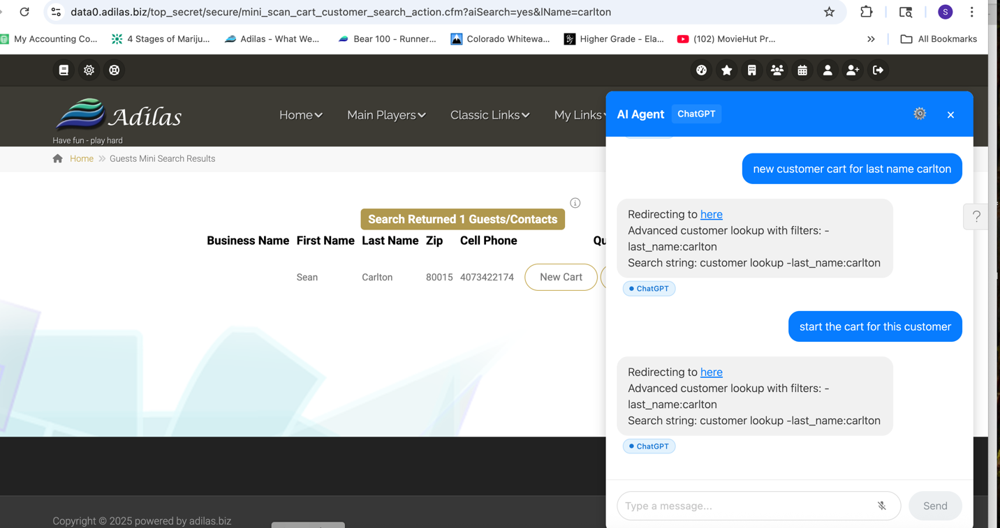 data0.adilas.biz/top_secret/secure/mini_scan_cart_customer_search_action.cfm?aiSearch=yes&lName=carlton
S
My Accounting Co...
4 Stages of Mariju...
Adilas - What We...
Bear 100 - Runner...
Colorado Whitewa...
Higher Grade - Ela...
(102) MovieHut Pr...
»
All Bookmarks
Adilas
Have fun - play hard
Home
Main Players
Classic Links
My Links
Home » Guests Mini Search Results
Search Returned 1 Guests/Contacts
Business Name First Name Last Name Zip Cell Phone Qu
Sean Carlton 80015 4073422174 New Cart
Copyright © 2025 powered by adilas.biz
AI Agent ChatGPT
new customer cart for last name carlton
Redirecting to here
Advanced customer lookup with filters: -
last_name:carlton
Search string: customer lookup -last_name:carlton
ChatGPT
start the cart for this customer
Redirecting to here
Advanced customer lookup with filters: -
last_name:carlton
Search string: customer lookup -last_name:carlton
ChatGPT
Type a message...
Send
?